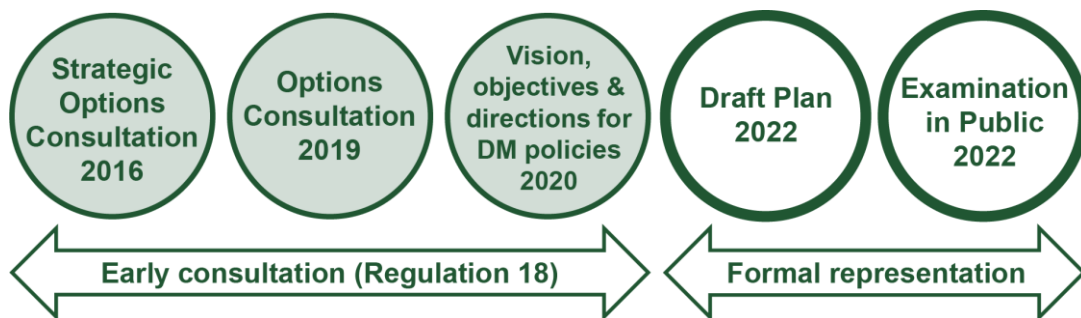 Strategic
Options
Consultation
2016
Options
Consultation
2019
Vision,
objectives &
directions for
DM policies
2020
Draft Plan
2022
Examination
in Public
2022
Early consultation (Regulation 18)
Formal representation